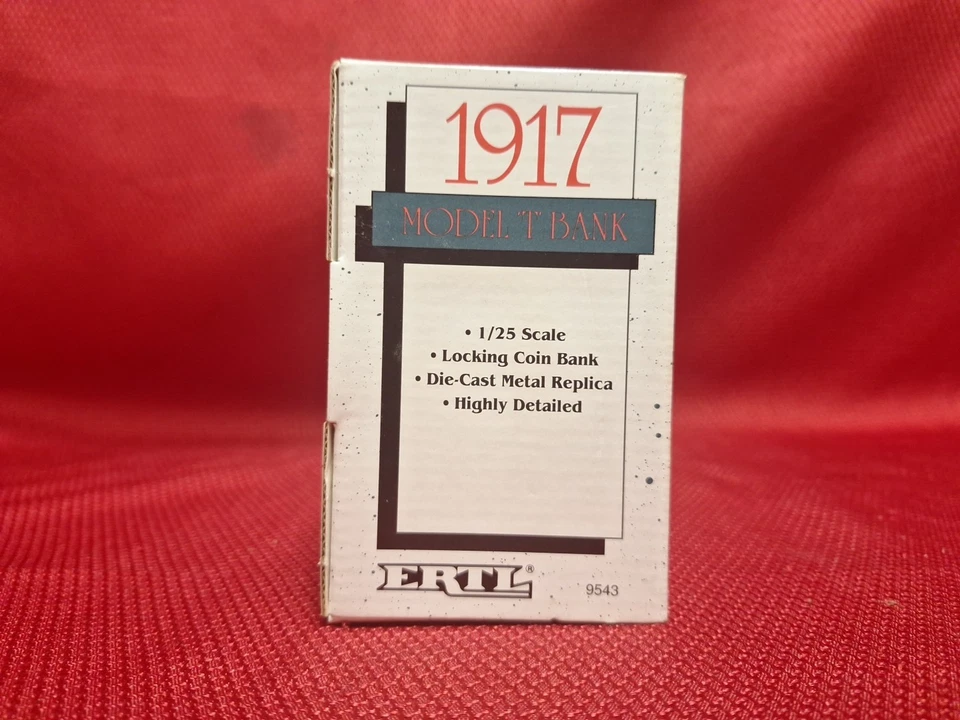 1917
MODEL "T" BANK
• 1/25 Scale
• Locking Coin Bank
• Die-Cast Metal Replica
• Highly Detailed
ERTL®
9543